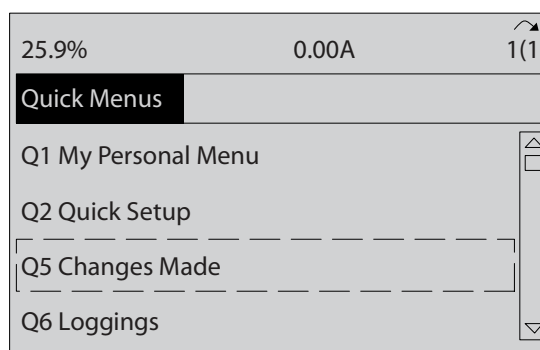 25.9% 0.00A 1(1
Quick Menus
Q1 My Personal Menu
Q2 Quick Setup
Q5 Changes Made
Q6 Loggings